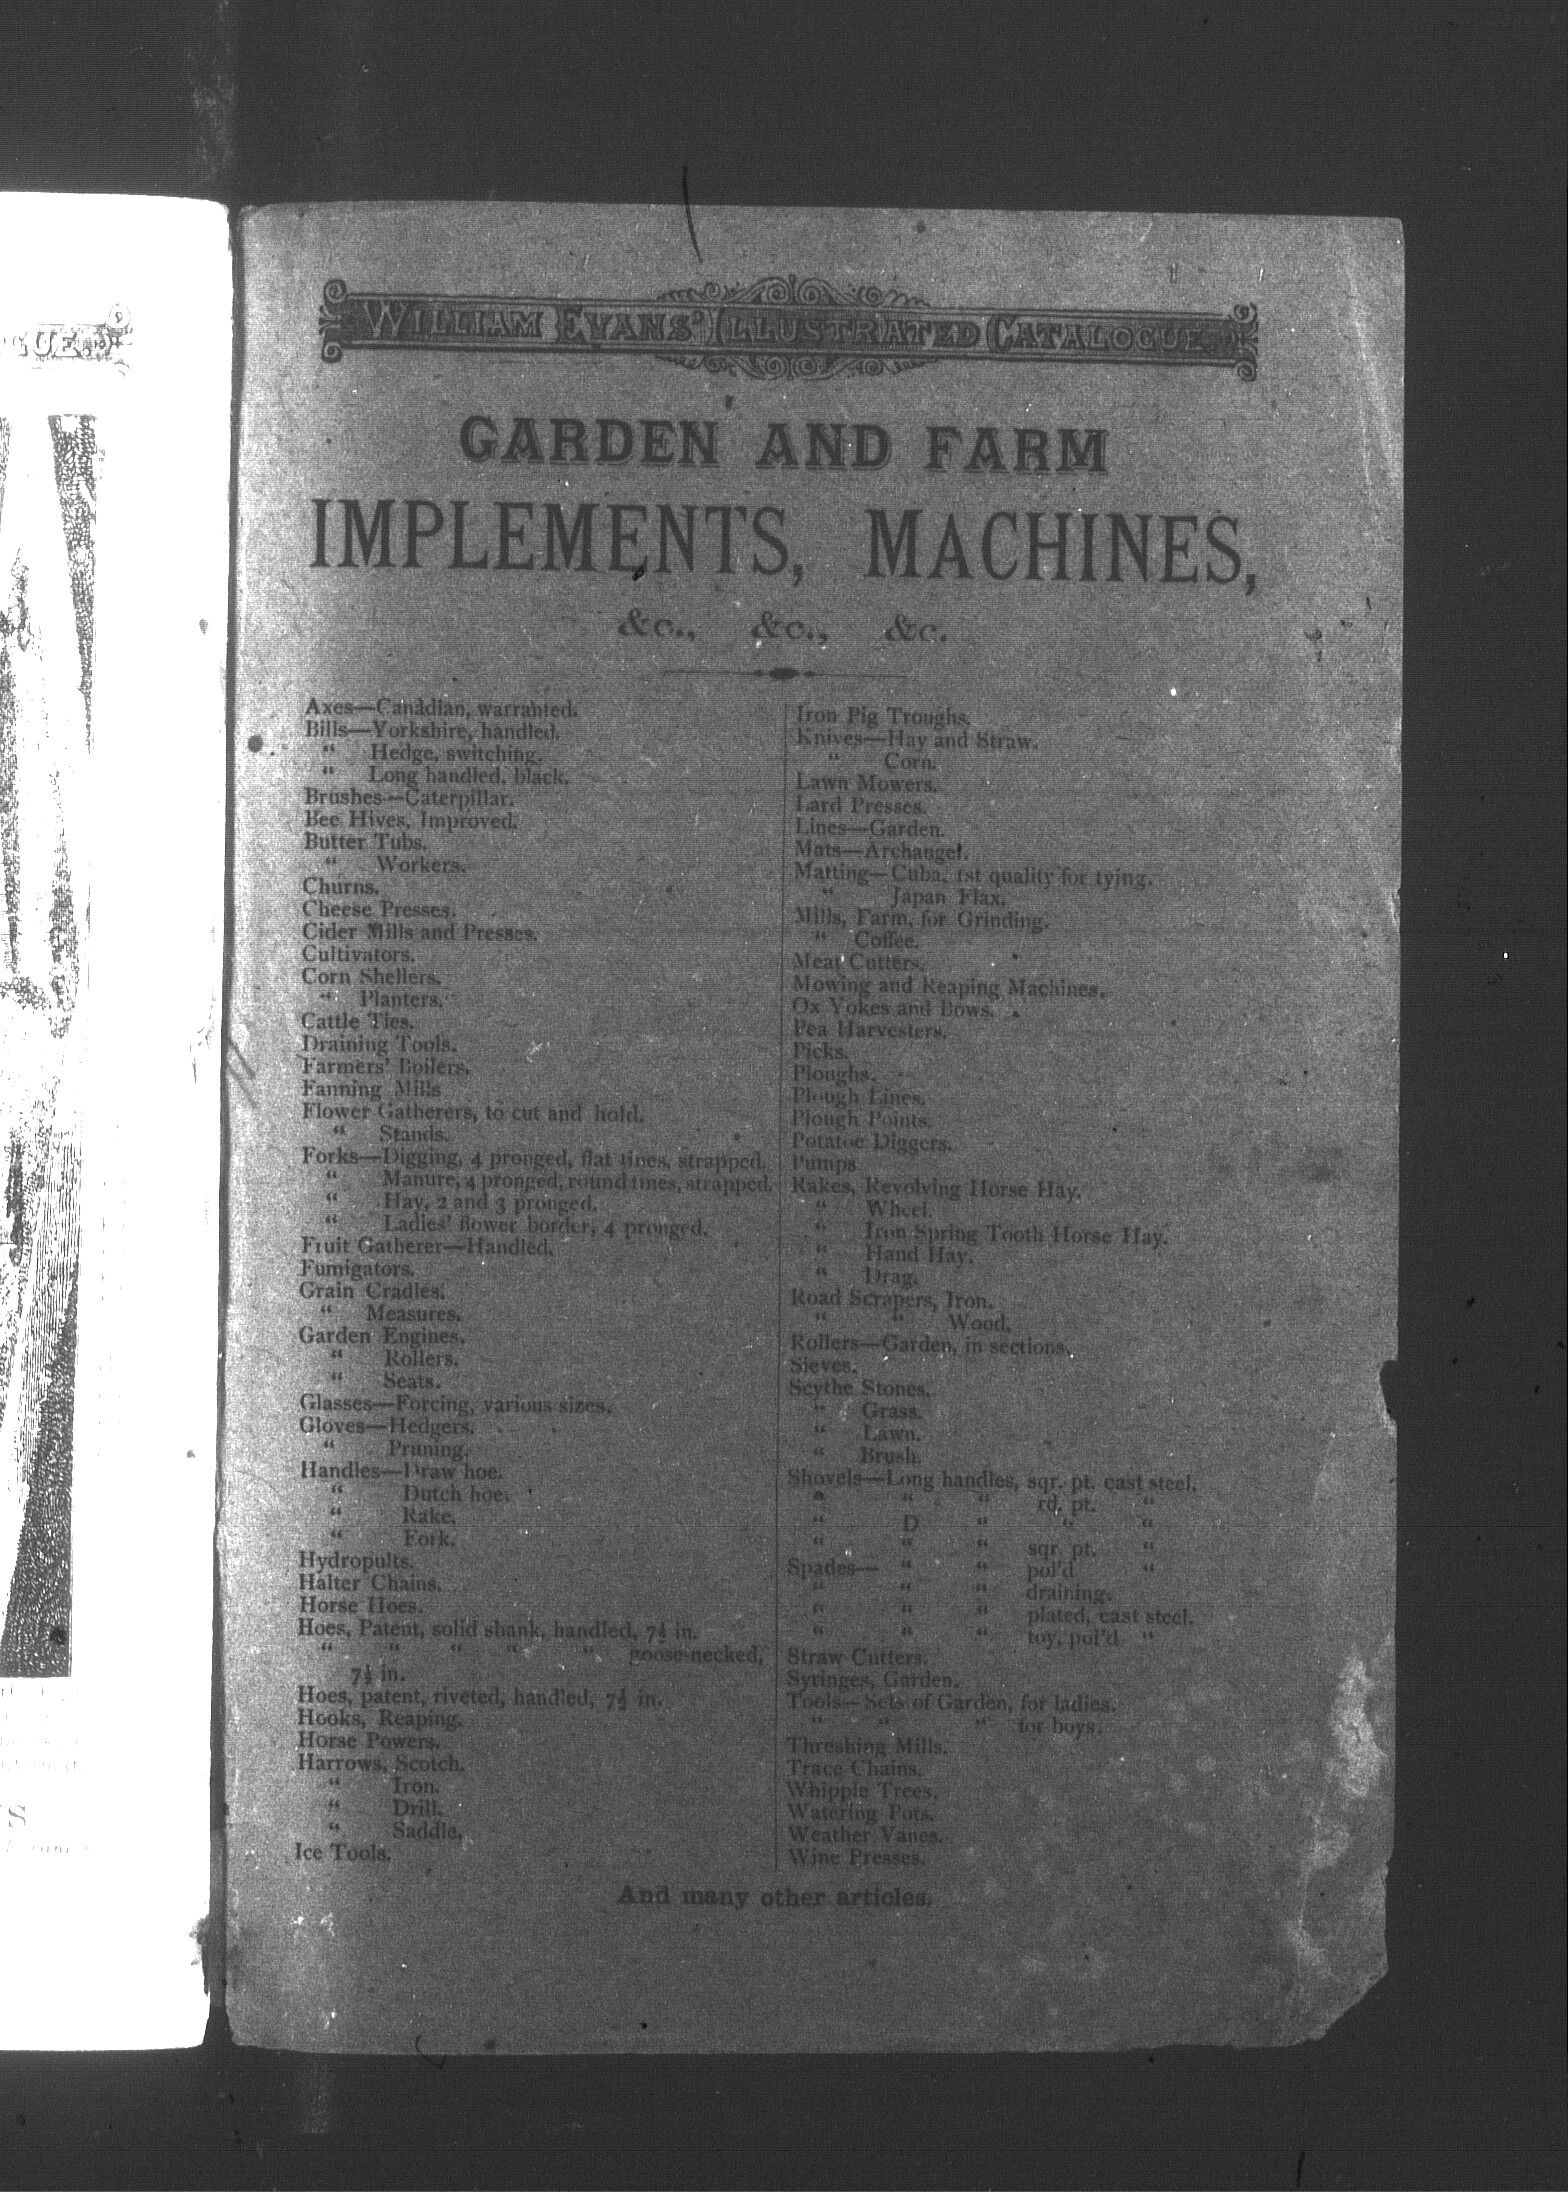 GUE.
S
WILLIAM EVANS' ILLUSTRATED CATALOGUE.
GARDEN AND FARM
IMPLEMENTS, MACHINES,
&c., &c., &c.
Axes—Canadian, warranted.
Bills—Yorkshire, handled.
“ Hedge, switching.
“ Long handled, black.
Brushes—Caterpillar.
Bee Hives, Improved.
Butter Tubs.
“ Workers.
Churns.
Cheese Presses.
Cider Mills and Presses.
Cultivators.
Corn Shellers.
“ Planters.
Cattle Ties.
Draining Tools.
Farmers' Boilers.
Fanning Mills
Flower Gatherers, to cut and hold.
“ Stands.
Forks—Digging, 4 pronged, flat tines, strapped.
“ Manure, 4 pronged, round tines, strapped.
“ Hay, 2 and 3 pronged.
“ Ladies' flower border, 4 pronged.
Fruit Gatherer—Handled.
Fumigators.
Grain Cradles.
“ Measures.
Garden Engines.
“ Rollers.
“ Seats.
Glasses—Forcing, various sizes.
Gloves—Hedgers.
“ Pruning.
Handles—Draw hoe.
“ Dutch hoe.
“ Rake.
“ Fork.
Hydropults.
Halter Chains.
Horse Hoes.
Hoes, Patent, solid shank, handled, 7½ in.
“ “ “ “ “ goose-necked,
7½ in.
Hoes, patent, riveted, handled, 7½ in.
Hooks, Reaping.
Horse Powers.
Harrows, Scotch.
“ Iron.
“ Drill.
“ Saddle.
Ice Tools.
Iron Pig Troughs.
Knives—Hay and Straw.
“ Corn.
Lawn Mowers.
Lard Presses.
Lines—Garden.
Mats—Archangel.
Matting—Cuba, 1st quality for tying.
“ Japan Flax.
Mills, Farm, for Grinding.
“ Coffee.
Meat Cutters.
Mowing and Reaping Machines.
Ox Yokes and Bows.
Pea Harvesters.
Picks.
Ploughs.
Plough Lines.
Plough Points.
Potatoe Diggers.
Pumps
Rakes, Revolving Horse Hay.
“ Wheel.
“ Iron Spring Tooth Horse Hay.
“ Hand Hay.
“ Drag.
Road Scrapers, Iron.
“ “ Wood.
Rollers—Garden, in sections.
Sieves.
Scythe Stones.
“ Grass.
“ Lawn.
“ Brush.
Shovels—Long handles, sqr. pt. cast steel.
“ “ “ rd. pt. “
“ D “ “ “
“ “ “ sqr. pt. “
Spades— “ “ pol'd “
“ “ “ draining.
“ “ “ plated, cast steel.
“ “ “ toy, pol'd “
Straw Cutters.
Syringes, Garden.
Tools—Sets of Garden, for ladies.
“ “ “ for boys.
Threshing Mills.
Trace Chains.
Whipple Trees.
Watering Pots.
Weather Vanes.
Wine Presses.
And many other articles.